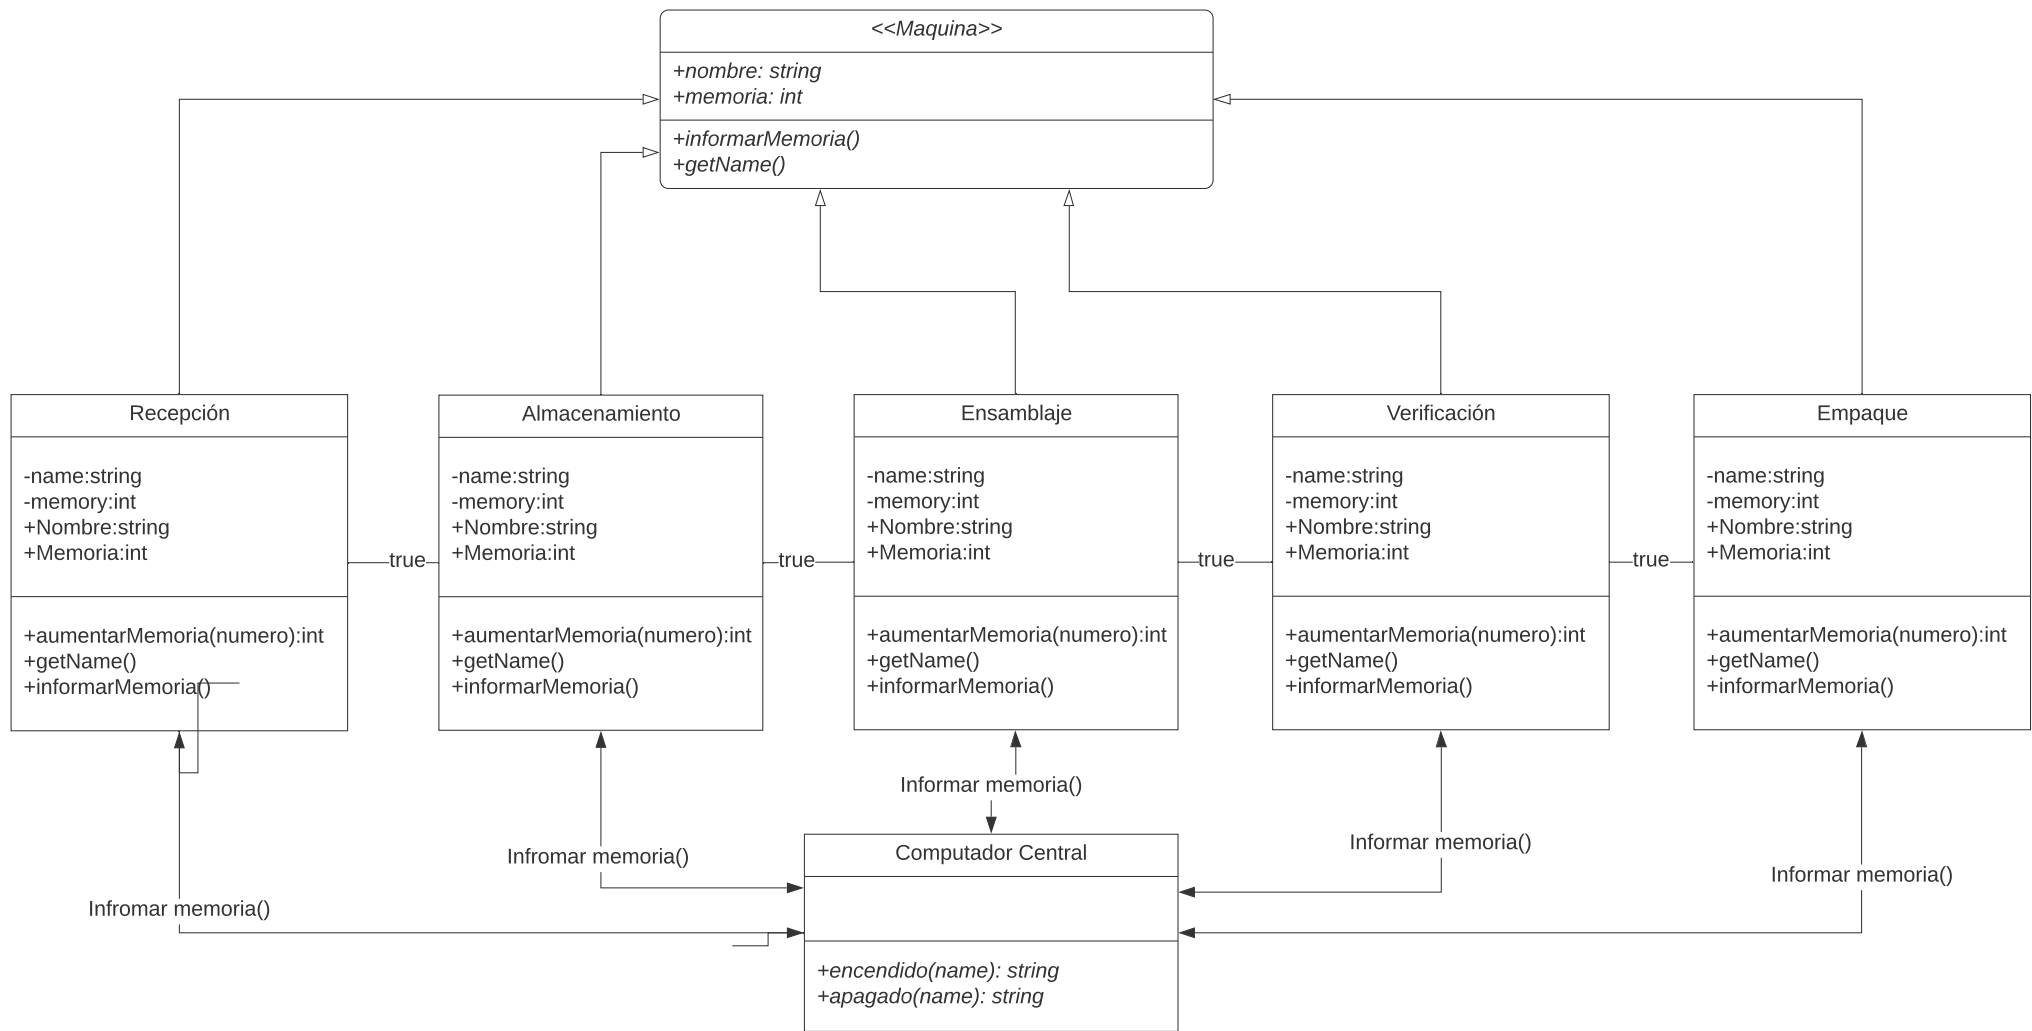 <<Maquina>>
+nombre: string
+memoria: int
+informarMemoria()
+getName()
Recepción
-name:string
-memory:int
+Nombre:string
+Memoria:int
+aumentarMemoria(numero):int
+getName()
+informarMemoria()
true
Almacenamiento
-name:string
-memory:int
+Nombre:string
+Memoria:int
+aumentarMemoria(numero):int
+getName()
+informarMemoria()
true
Ensamblaje
-name:string
-memory:int
+Nombre:string
+Memoria:int
+aumentarMemoria(numero):int
+getName()
+informarMemoria()
true
Verificación
-name:string
-memory:int
+Nombre:string
+Memoria:int
+aumentarMemoria(numero):int
+getName()
+informarMemoria()
true
Empaque
-name:string
-memory:int
+Nombre:string
+Memoria:int
+aumentarMemoria(numero):int
+getName()
+informarMemoria()
Infromar memoria()
Infromar memoria()
Informar memoria()
Informar memoria()
Informar memoria()
Computador Central
+encendido(name): string
+apagado(name): string